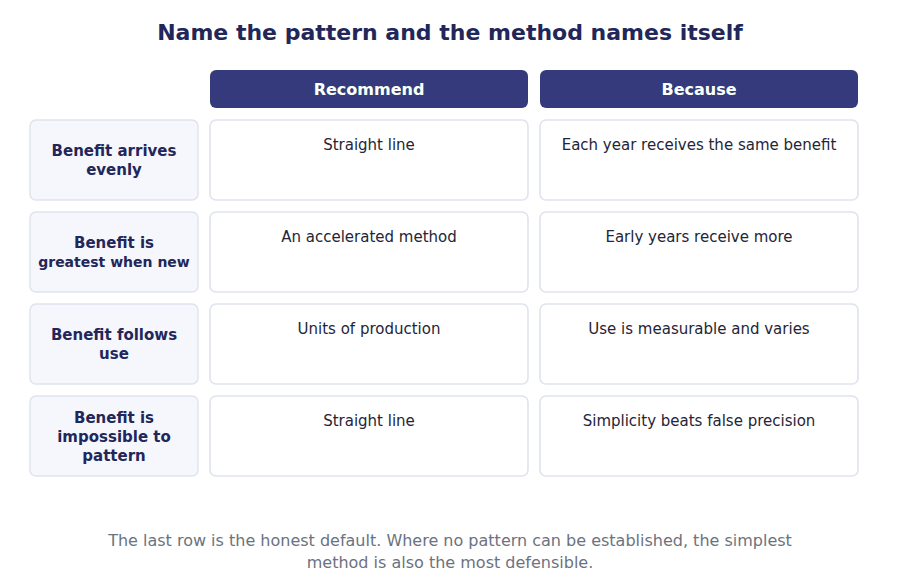 Name the pattern and the method names itself
Recommend
Because
Benefit arrives
evenly
Straight line
Each year receives the same benefit
Benefit is
greatest when new
An accelerated method
Early years receive more
Benefit follows
use
Units of production
Use is measurable and varies
Benefit is
impossible to
pattern
Straight line
Simplicity beats false precision
The last row is the honest default. Where no pattern can be established, the simplest
method is also the most defensible.